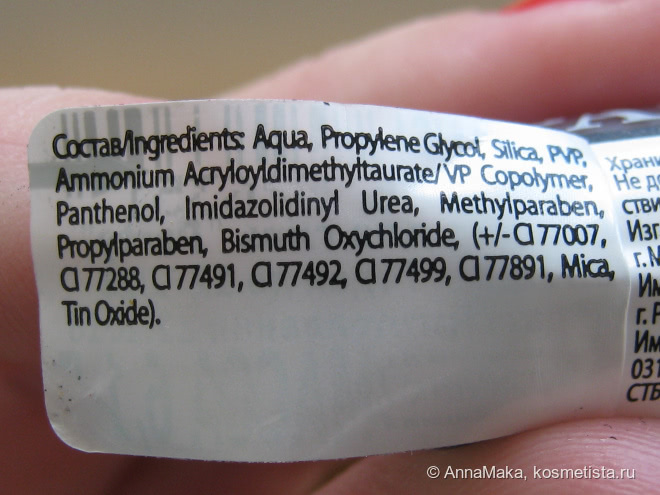 Состав/Ingredients: Aqua, Propylene Glycol, Silica, PVP,
Ammonium Acryloyldimethyltaurate/VP Copolymer,
Panthenol, Imidazolidinyl Urea, Methylparaben,
Propylparaben, Bismuth Oxychloride, (+/-CI 77007,
CI 77288, CI 77491, CI 77492, CI 77499, CI 77891, Mica,
Tin Oxide).
Храни
Не до
стви
Изг
г. М
Им
г. Р
Им
031
СТБ
© AnnaMaka, kosmetista.ru